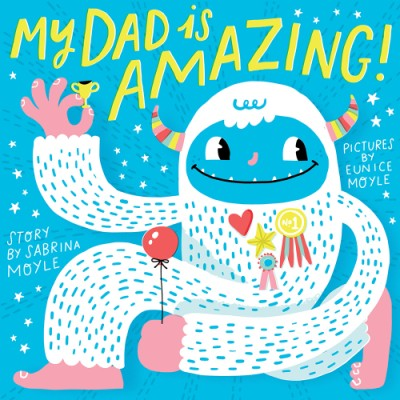 MY DAD is
AMAZING!
PICTURES
BY
EUNICE
MOYLE
STORY
BY SABRINA
MOYLE
No1